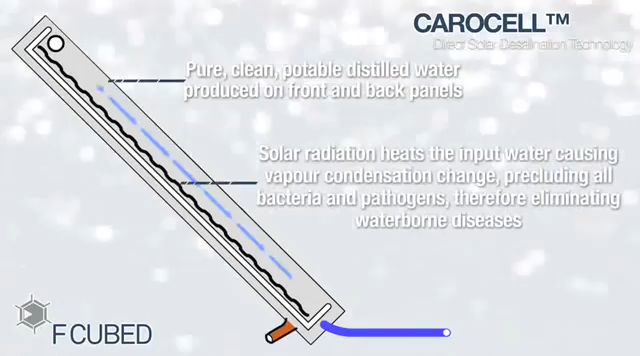 CAROCELL™
Direct Solar Desalination Technology
Pure, clean, potable distilled water
produced on front and back panels
Solar radiation heats the input water causing
vapour condensation change, precluding all
bacteria and pathogens, therefore eliminating
waterborne diseases
F CUBED